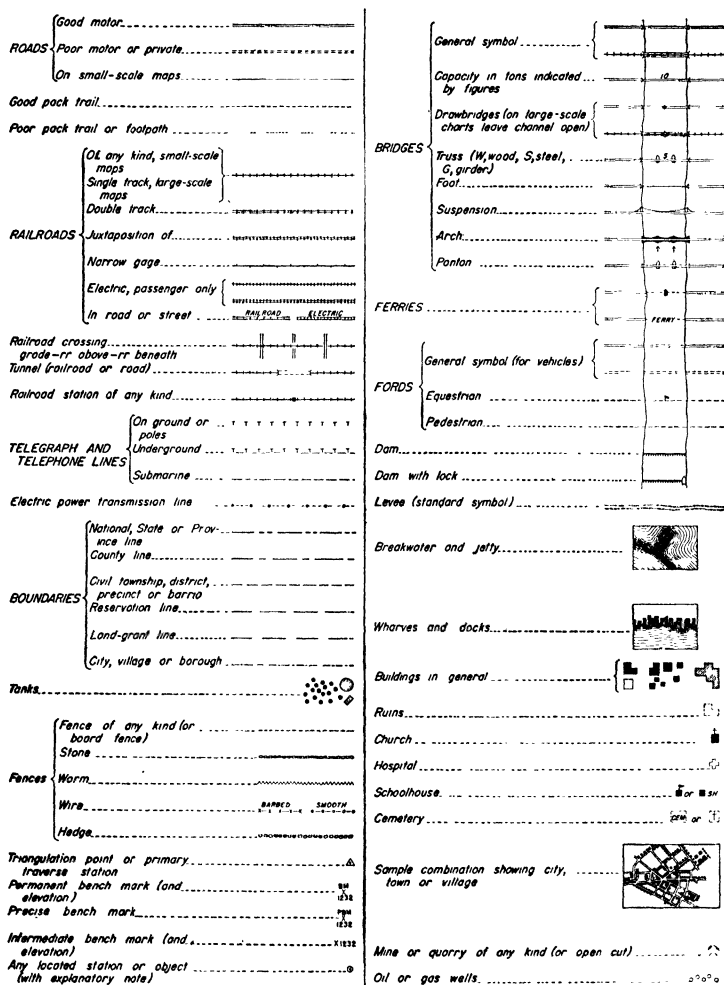 Good motor
ROADS
Poor motor or private
On small-scale maps
Good pack trail
Poor pack trail or footpath
RAILROADS
Of any kind, small-scale
maps
Single track, large-scale
maps
Double track
Juxtaposition of
Narrow gage
Electric, passenger only
In road or street
RAILROAD ELECTRIC
Railroad crossing
grade-rr above-rr beneath
Tunnel (railroad or road)
Railroad station of any kind
TELEGRAPH AND
TELEPHONE LINES
On ground or
poles
Underground
Submarine
Electric power transmission line
BOUNDARIES
National, State or Prov-
ince line
County line
Civil township, district,
precinct or barrio
Reservation line
Land-grant line
City, village or borough
Tanks
Fences
Fence of any kind (or
board fence)
Stone
Worm
Wire
BARBED SMOOTH
Hedge
Triangulation point or primary
traverse station
Permanent bench mark (and
elevation)
BM
X
1232
Precise bench mark
PBM
X
1232
Intermediate bench mark (and
elevation)
X1232
Any located station or object
(with explanatory note)
BRIDGES
General symbol
Capacity in tons indicated
by figures
10
Drawbridges (on large-scale
charts leave channel open)
Truss (W, wood, S, steel,
G, girder)
S
Foot
Suspension
Arch
Ponton
FERRIES
FERRY
FORDS
General symbol (for vehicles)
Equestrian
Pedestrian
Dam
Dam with lock
Levee (standard symbol)
Breakwater and jetty
Wharves and docks
Buildings in general
Ruins
Church
Hospital
Schoolhouse
or SH
Cemetery
CEM or
Sample combination showing city,
town or village
Mine or quarry of any kind (or open cut)
Oil or gas wells